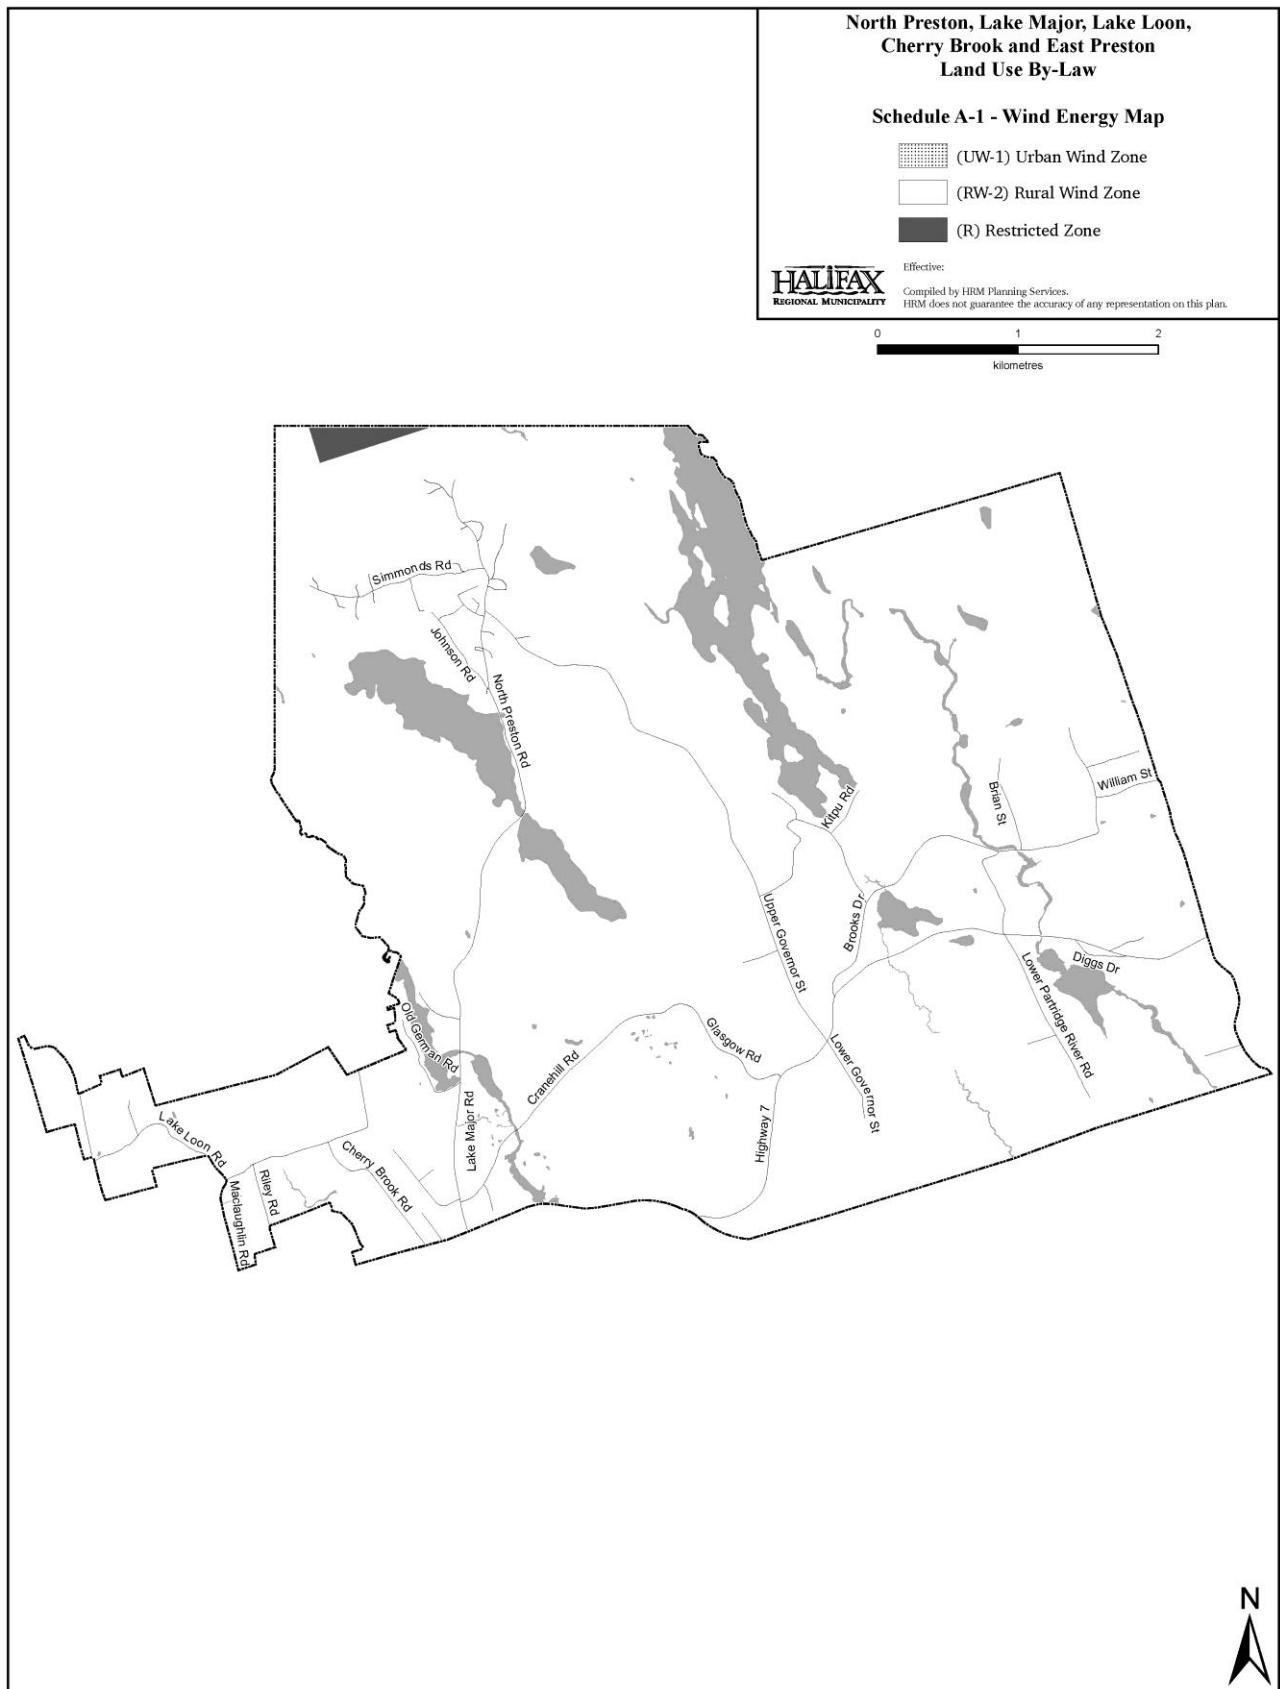 North Preston, Lake Major, Lake Loon,
Cherry Brook and East Preston
Land Use By-Law
Schedule A-1 - Wind Energy Map
(UW-1) Urban Wind Zone
(RW-2) Rural Wind Zone
(R) Restricted Zone
HALIFAX
REGIONAL MUNICIPALITY
Effective:
Compiled by HRM Planning Services.
HRM does not guarantee the accuracy of any representation on this plan.
0 1 2
kilometres
Simmonds Rd
Johnson Rd
North Preston Rd
William St
Brian St
Kitpu Rd
Upper Governor St
Brooks Dr
Diggs Dr
Lower Partridge River Rd
Old German Rd
Glasgow Rd
Cranehill Rd
Lower Governor St
Lake Major Rd
Highway 7
Lake Loon Rd
Cherry Brook Rd
Riley Rd
Maclaughlin Rd
N